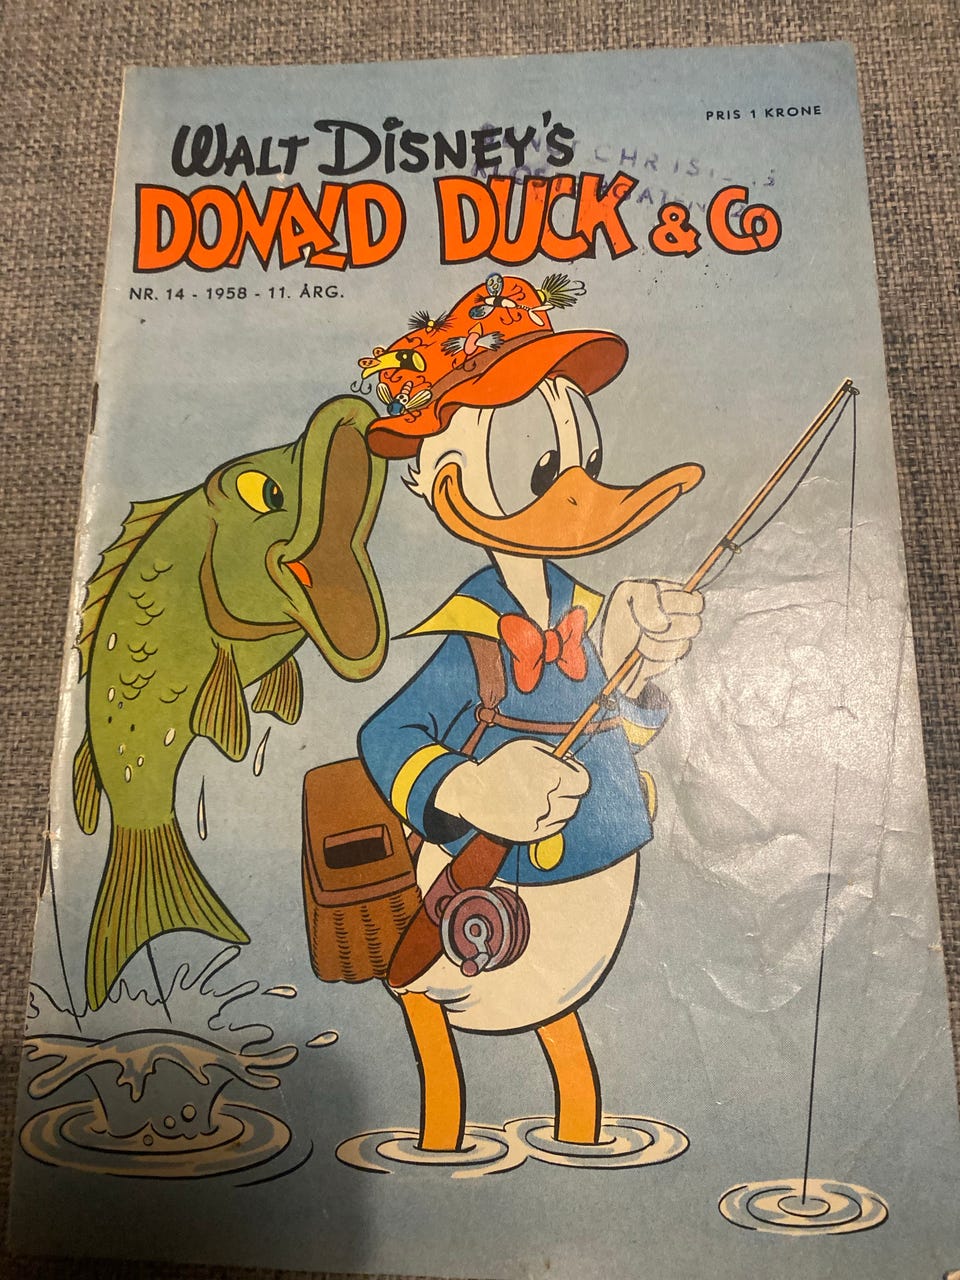 PRIS 1 KRONE
WALT DISNEY'S
DONALD DUCK & Co
NR. 14 - 1958 - 11. ÅRG.